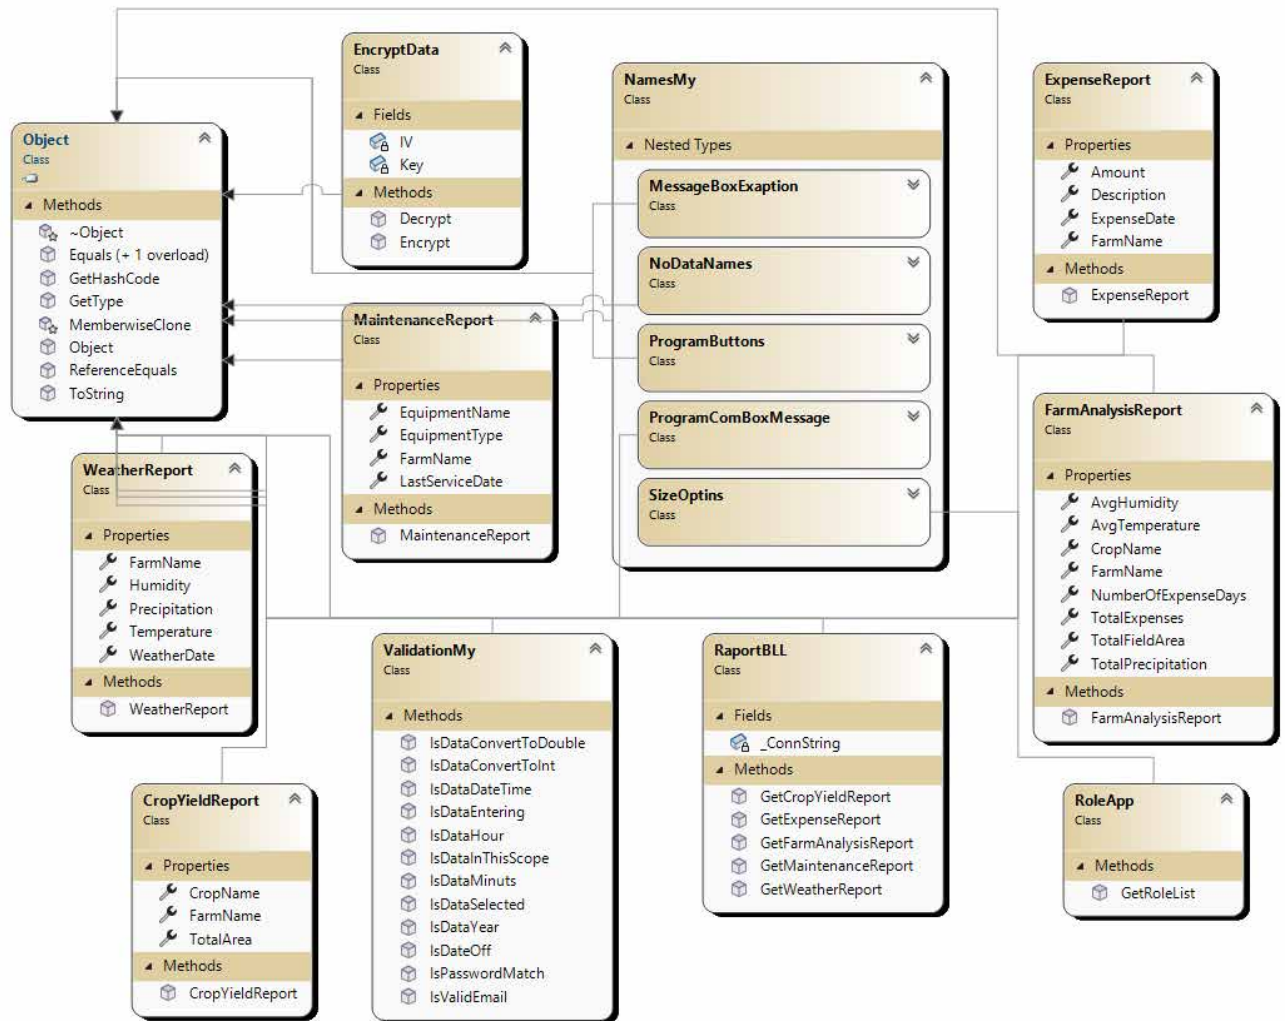 Object
Class
Methods
~Object
Equals (+ 1 overload)
GetHashCode
GetType
MemberwiseClone
Object
ReferenceEquals
ToString
EncryptData
Class
Fields
IV
Key
Methods
Decrypt
Encrypt
MaintenanceReport
Class
Properties
EquipmentName
EquipmentType
FarmName
LastServiceDate
Methods
MaintenanceReport
NamesMy
Class
Nested Types
MessageBoxExaption
Class
NoDataNames
Class
ProgramButtons
Class
ProgramComBoxMessage
Class
SizeOptins
Class
ExpenseReport
Class
Properties
Amount
Description
ExpenseDate
FarmName
Methods
ExpenseReport
FarmAnalysisReport
Class
Properties
AvgHumidity
AvgTemperature
CropName
FarmName
NumberOfExpenseDays
TotalExpenses
TotalFieldArea
TotalPrecipitation
Methods
FarmAnalysisReport
WeatherReport
Class
Properties
FarmName
Humidity
Precipitation
Temperature
WeatherDate
Methods
WeatherReport
CropYieldReport
Class
Properties
CropName
FarmName
TotalArea
Methods
CropYieldReport
ValidationMy
Class
Methods
IsDataConvertToDouble
IsDataConvertToInt
IsDataDateTime
IsDataEntering
IsDataHour
IsDataInThisScope
IsDataMinuts
IsDataSelected
IsDataYear
IsDateOff
IsPasswordMatch
IsValidEmail
RaportBLL
Class
Fields
_ConnString
Methods
GetCropYieldReport
GetExpenseReport
GetFarmAnalysisReport
GetMaintenanceReport
GetWeatherReport
RoleApp
Class
Methods
GetRoleList